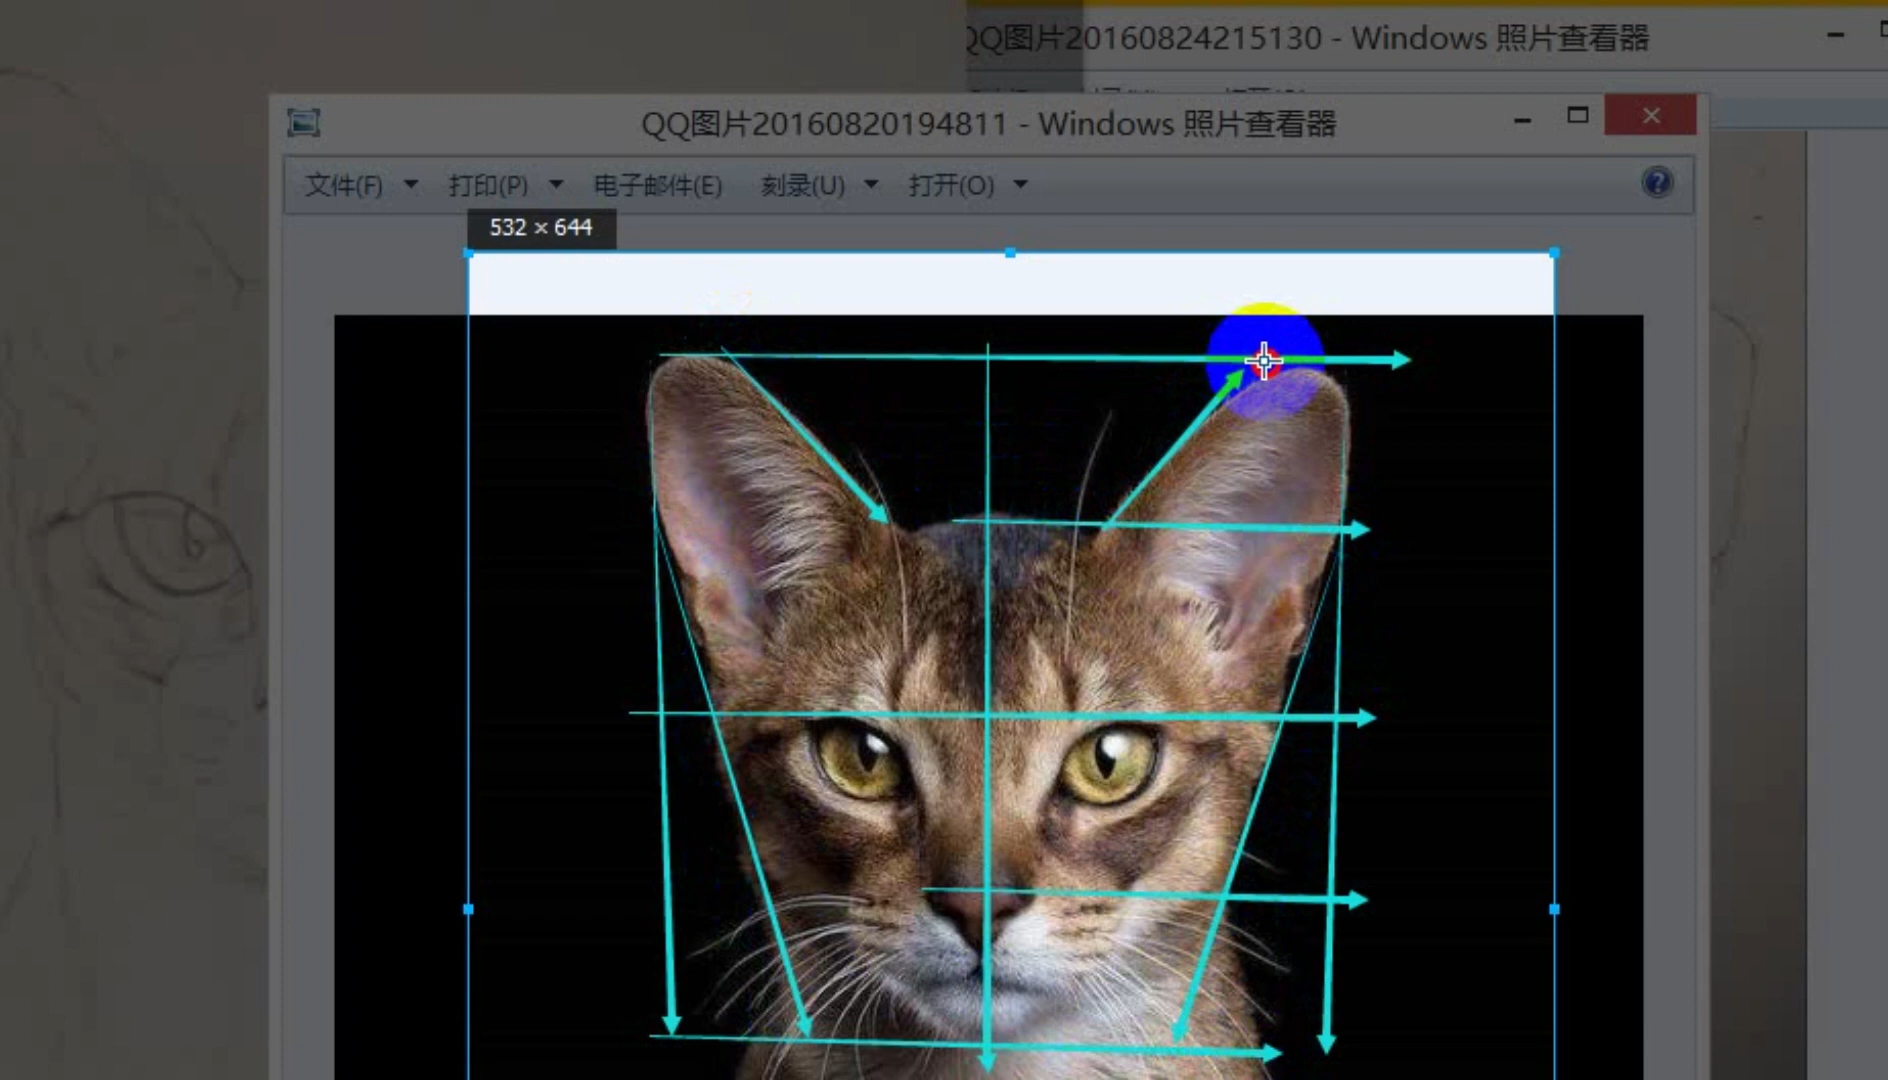 QQ图片20160824215130 - Windows 照片查看器
QQ图片20160820194811 - Windows 照片查看器
文件(F) 打印(P) 电子邮件(E) 刻录(U) 打开(O)
532 × 644